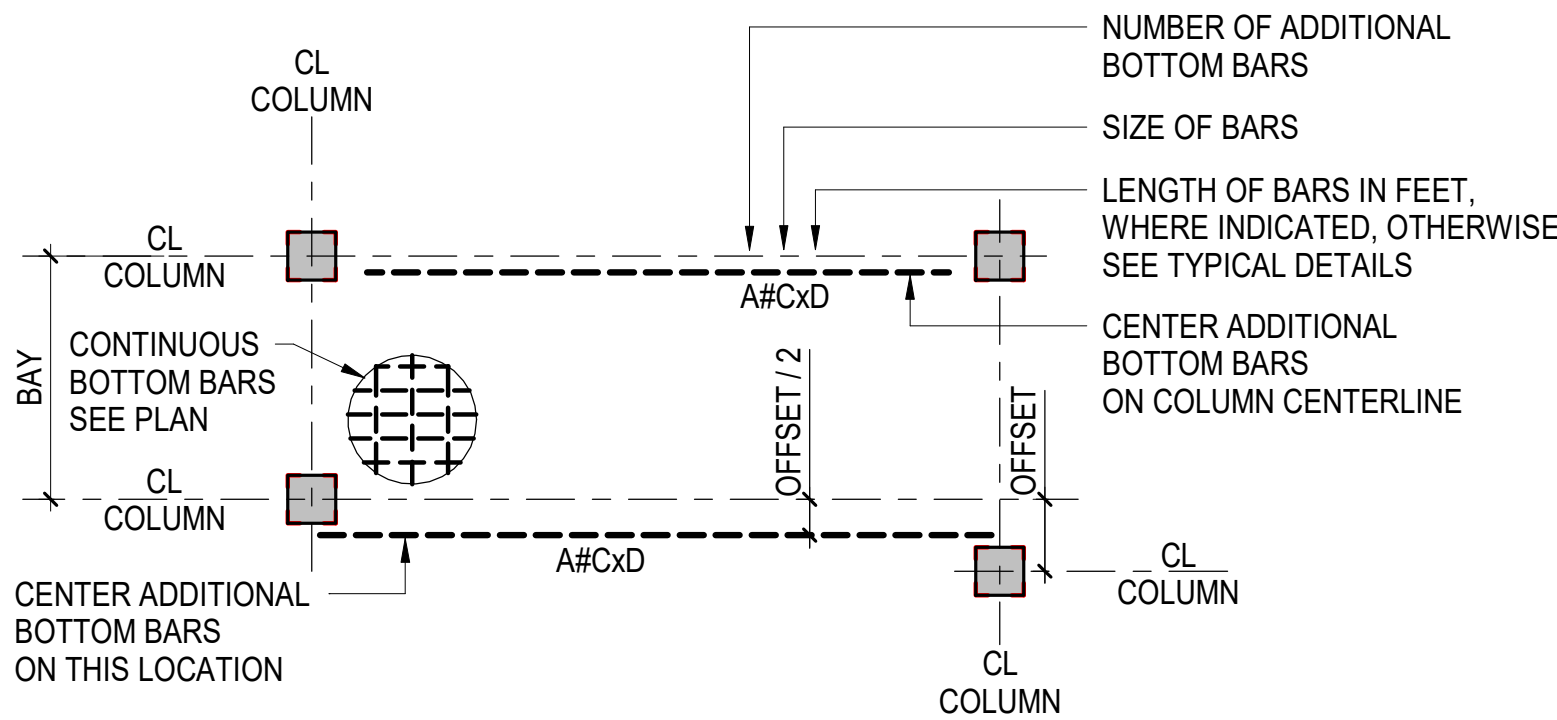 NUMBER OF ADDITIONAL
BOTTOM BARS
CL
COLUMN
SIZE OF BARS
LENGTH OF BARS IN FEET,
WHERE INDICATED, OTHERWISE
SEE TYPICAL DETAILS
CL
COLUMN
A#CxD
CENTER ADDITIONAL
BOTTOM BARS
ON COLUMN CENTERLINE
BAY
CONTINUOUS
BOTTOM BARS
SEE PLAN
OFFSET / 2
OFFSET
CL
COLUMN
A#CxD
CL
COLUMN
CENTER ADDITIONAL
BOTTOM BARS
ON THIS LOCATION
CL
COLUMN